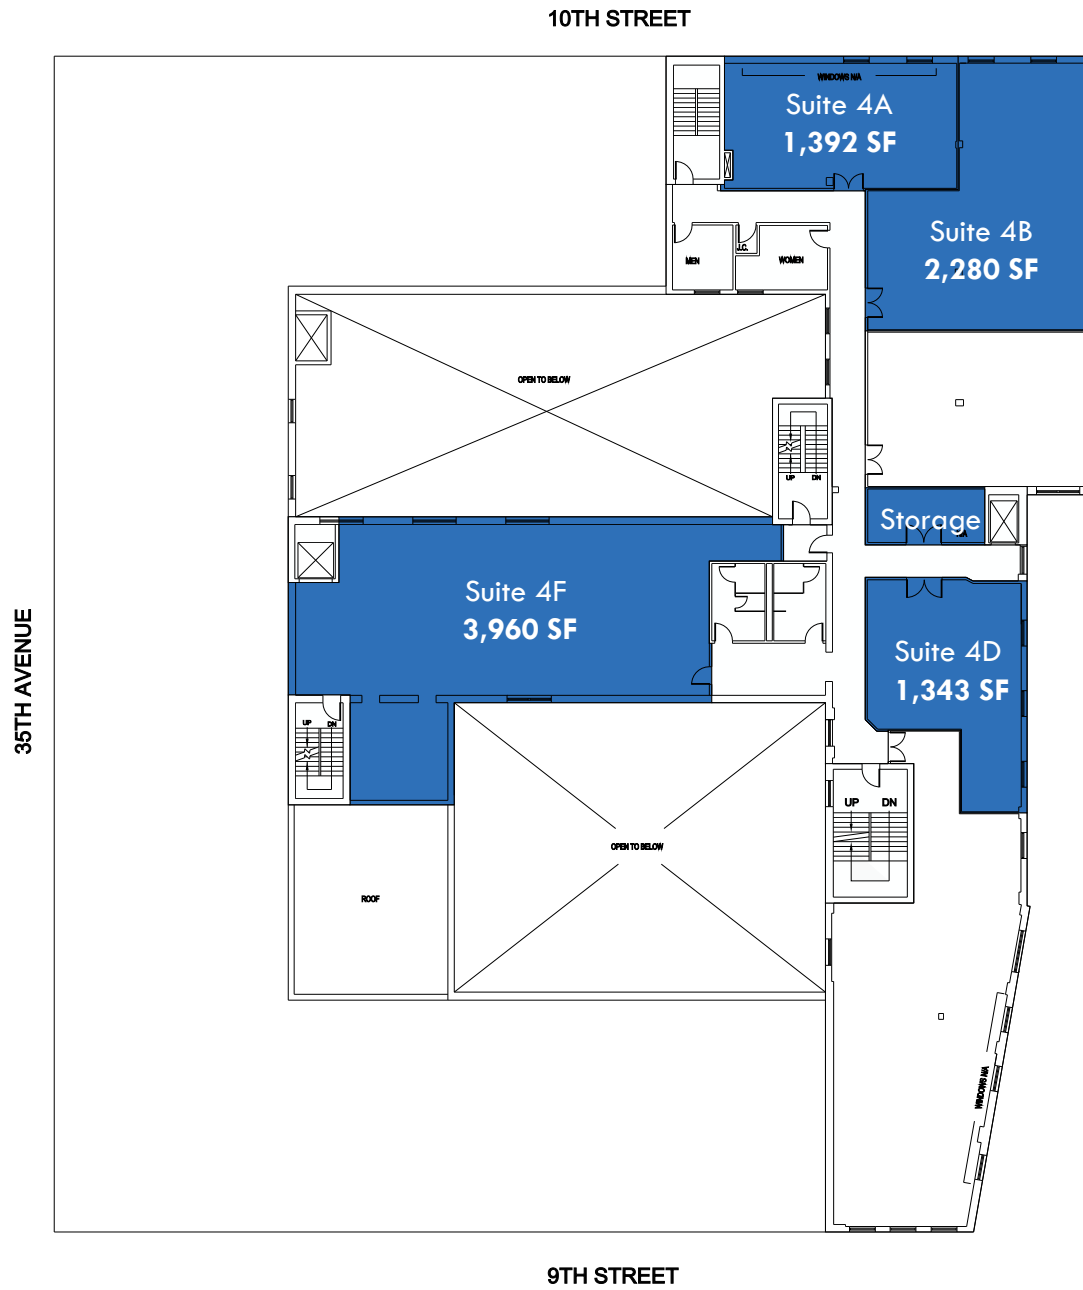 10TH STREET
WINDOWS N/A
Suite 4A
1,392 SF
Suite 4B
2,280 SF
MEN
J.C.
WOMEN
OPEN TO BELOW
UP
DN
Storage
N/A
Suite 4F
3,960 SF
Suite 4D
1,343 SF
35TH AVENUE
UP
DN
UP
DN
OPEN TO BELOW
ROOF
WINDOWS N/A
9TH STREET